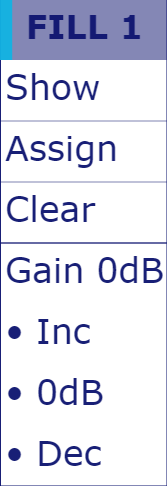 FILL 1
Show
Assign
Clear
Gain 0dB
• Inc
• 0dB
• Dec